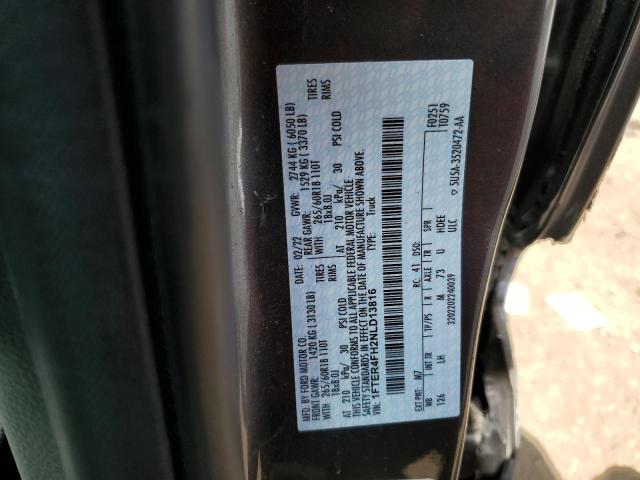 MFD. BY FORD MOTOR CO. DATE: 02/22 GVWR: 2744 KG ( 6050 LB)
FRONT GAWR: 1420 KG ( 3130 LB) REAR GAWR: 1529 KG ( 3370 LB)
WITH 265/60R18 110T TIRES WITH 265/60R18 110T TIRES
18x8.0J RIMS 18x8.0J RIMS
AT 210 kPa/ 30 PSI COLD AT 210 kPa/ 30 PSI COLD
THIS VEHICLE CONFORMS TO ALL APPLICABLE FEDERAL MOTOR VEHICLE
SAFETY STANDARDS IN EFFECT ON THE DATE OF MANUFACTURE SHOWN ABOVE.
VIN: 1FTER4FH2NLD13816 TYPE: Truck
F0251
T0759
EXT PNT: M7 RC: 41 DSO:
WB INT TR TP/PS R AXLE TR SPR
126 LH M 73 U HDEE
ULC
3202202240039
5U5A-3520472-AA